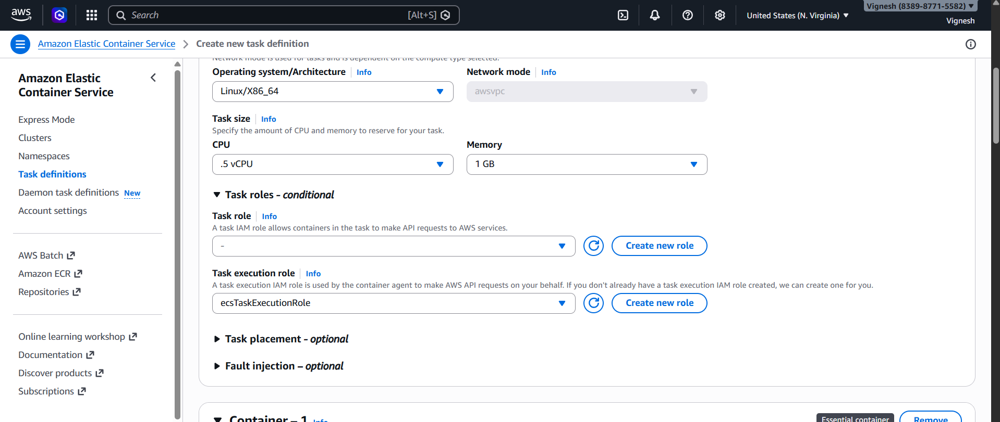 aws
Search [Alt+S]
United States (N. Virginia)
Vignesh (8389-8771-5582)
Vignesh
Amazon Elastic Container Service
Create new task definition
Amazon Elastic
Container Service
Express Mode
Clusters
Namespaces
Task definitions
Daemon task definitions New
Account settings
AWS Batch
Amazon ECR
Repositories
Online learning workshop
Documentation
Discover products
Subscriptions
Network mode is used for tasks and is dependent on the compute type selected.
Operating system/Architecture Info
Network mode Info
Linux/X86_64
awsvpc
Task size Info
Specify the amount of CPU and memory to reserve for your task.
CPU
Memory
.5 vCPU
1 GB
Task roles - conditional
Task role Info
A task IAM role allows containers in the task to make API requests to AWS services.
-
Create new role
Task execution role Info
A task execution IAM role is used by the container agent to make AWS API requests on your behalf. If you don't already have a task execution IAM role created, we can create one for you.
ecsTaskExecutionRole
Create new role
Task placement - optional
Fault injection – optional
Container – 1 Info
Essential container
Remove